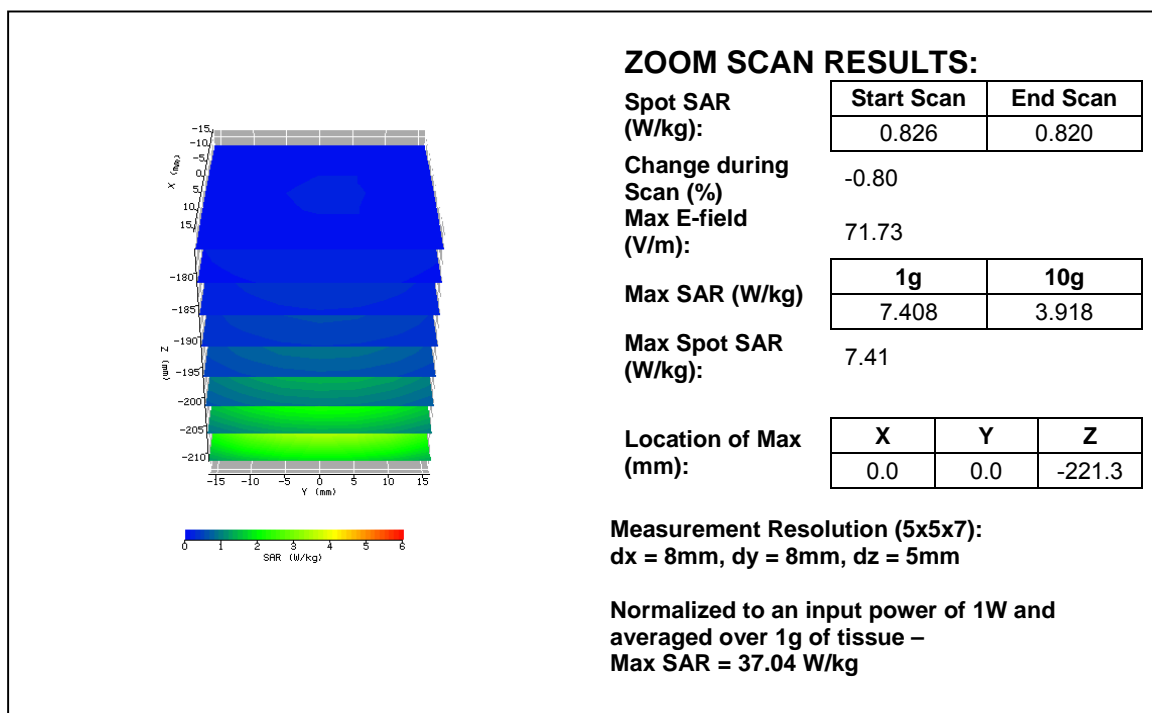 ZOOM SCAN RESULTS:
Spot SAR
(W/kg):
Start Scan End Scan
0.826 0.820
Change during
Scan (%)
-0.80
Max E-field
(V/m):
71.73
Max SAR (W/kg)
1g 10g
7.408 3.918
Max Spot SAR
(W/kg):
7.41
Location of Max
(mm):
X Y Z
0.0 0.0 -221.3
Measurement Resolution (5x5x7):
dx = 8mm, dy = 8mm, dz = 5mm
Normalized to an input power of 1W and
averaged over 1g of tissue –
Max SAR = 37.04 W/kg
-15
-10
-5
0
5
10
15
X (mm)
-180
-185
-190
-195
-200
-205
-210
Z (mm)
-15 -10 -5 0 5 10 15
Y (mm)
0 1 2 3 4 5 6
SAR (W/kg)